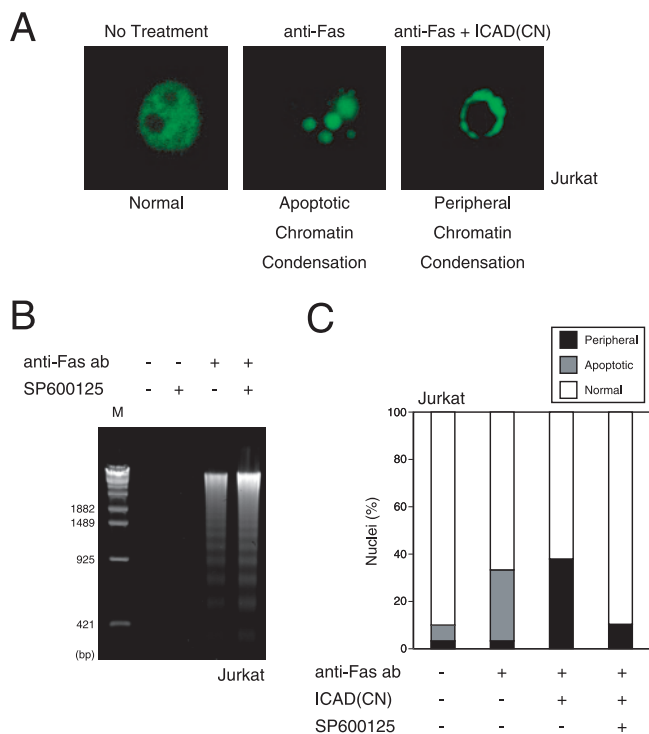 A
No Treatment
anti-Fas
anti-Fas + ICAD(CN)
Jurkat
Normal
Apoptotic
Chromatin
Condensation
Peripheral
Chromatin
Condensation
B
anti-Fas ab - - + +
SP600125 - + - +
M
1882
1489
925
421
(bp)
Jurkat
C
Peripheral
Apoptotic
Normal
Jurkat
Nuclei (%)
100
80
60
40
20
0
anti-Fas ab - + + +
ICAD(CN) - - + +
SP600125 - - - +